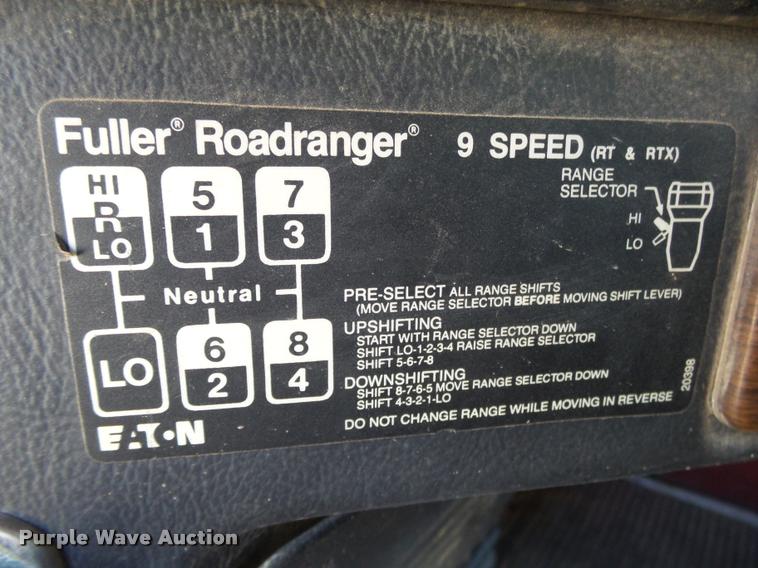 Fuller® Roadranger® 9 SPEED (RT & RTX)
HI 5 7
R
LO 1 3
Neutral
LO 6 8
2 4
EATON
RANGE
SELECTOR
HI
LO
PRE-SELECT ALL RANGE SHIFTS
(MOVE RANGE SELECTOR BEFORE MOVING SHIFT LEVER)
UPSHIFTING
START WITH RANGE SELECTOR DOWN
SHIFT LO-1-2-3-4 RAISE RANGE SELECTOR
SHIFT 5-6-7-8
DOWNSHIFTING
SHIFT 8-7-6-5 MOVE RANGE SELECTOR DOWN
SHIFT 4-3-2-1-LO
DO NOT CHANGE RANGE WHILE MOVING IN REVERSE
20398
Purple Wave Auction